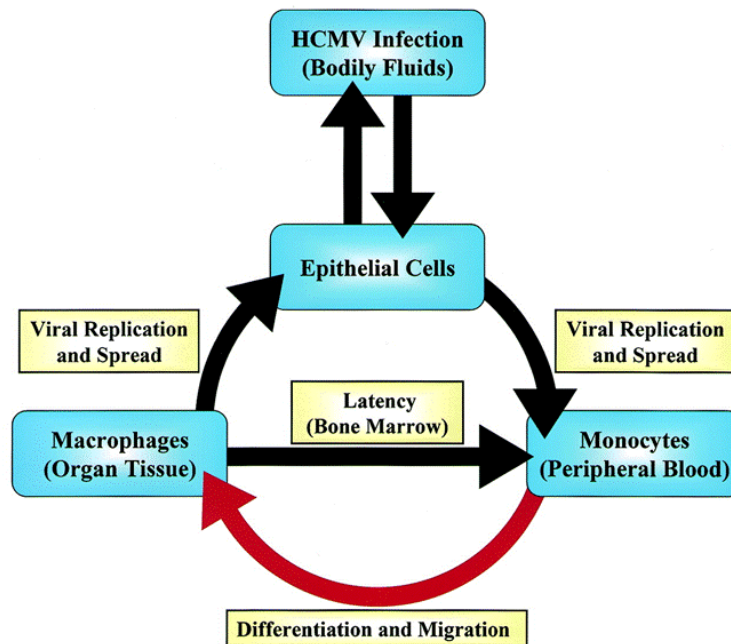 HCMV Infection
(Bodily Fluids)
Epithelial Cells
Viral Replication
and Spread
Viral Replication
and Spread
Latency
(Bone Marrow)
Macrophages
(Organ Tissue)
Monocytes
(Peripheral Blood)
Differentiation and Migration